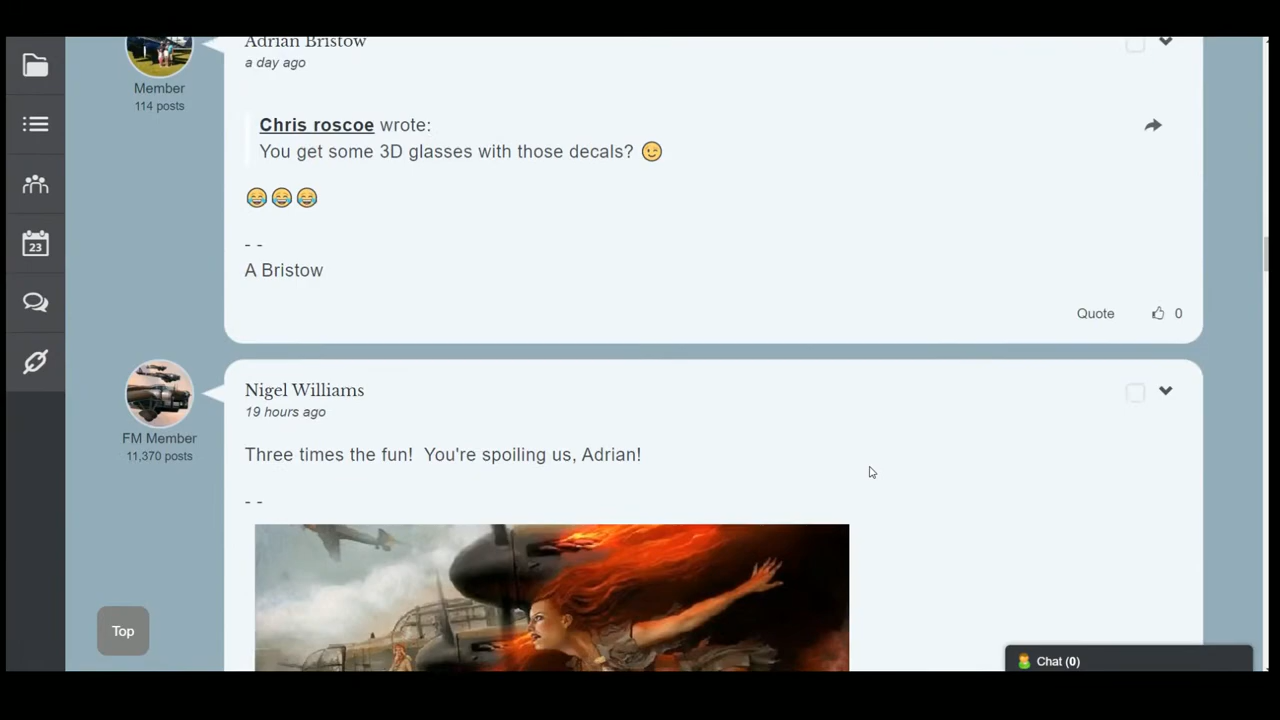 Adrian Bristow
a day ago
Member
114 posts
Chris roscoe wrote:
You get some 3D glasses with those decals? 😉
😂😂😂
- -
A Bristow
Quote 0
23
Nigel Williams
19 hours ago
FM Member
11,370 posts
Three times the fun!  You're spoiling us, Adrian!
- -
Top
Chat (0)